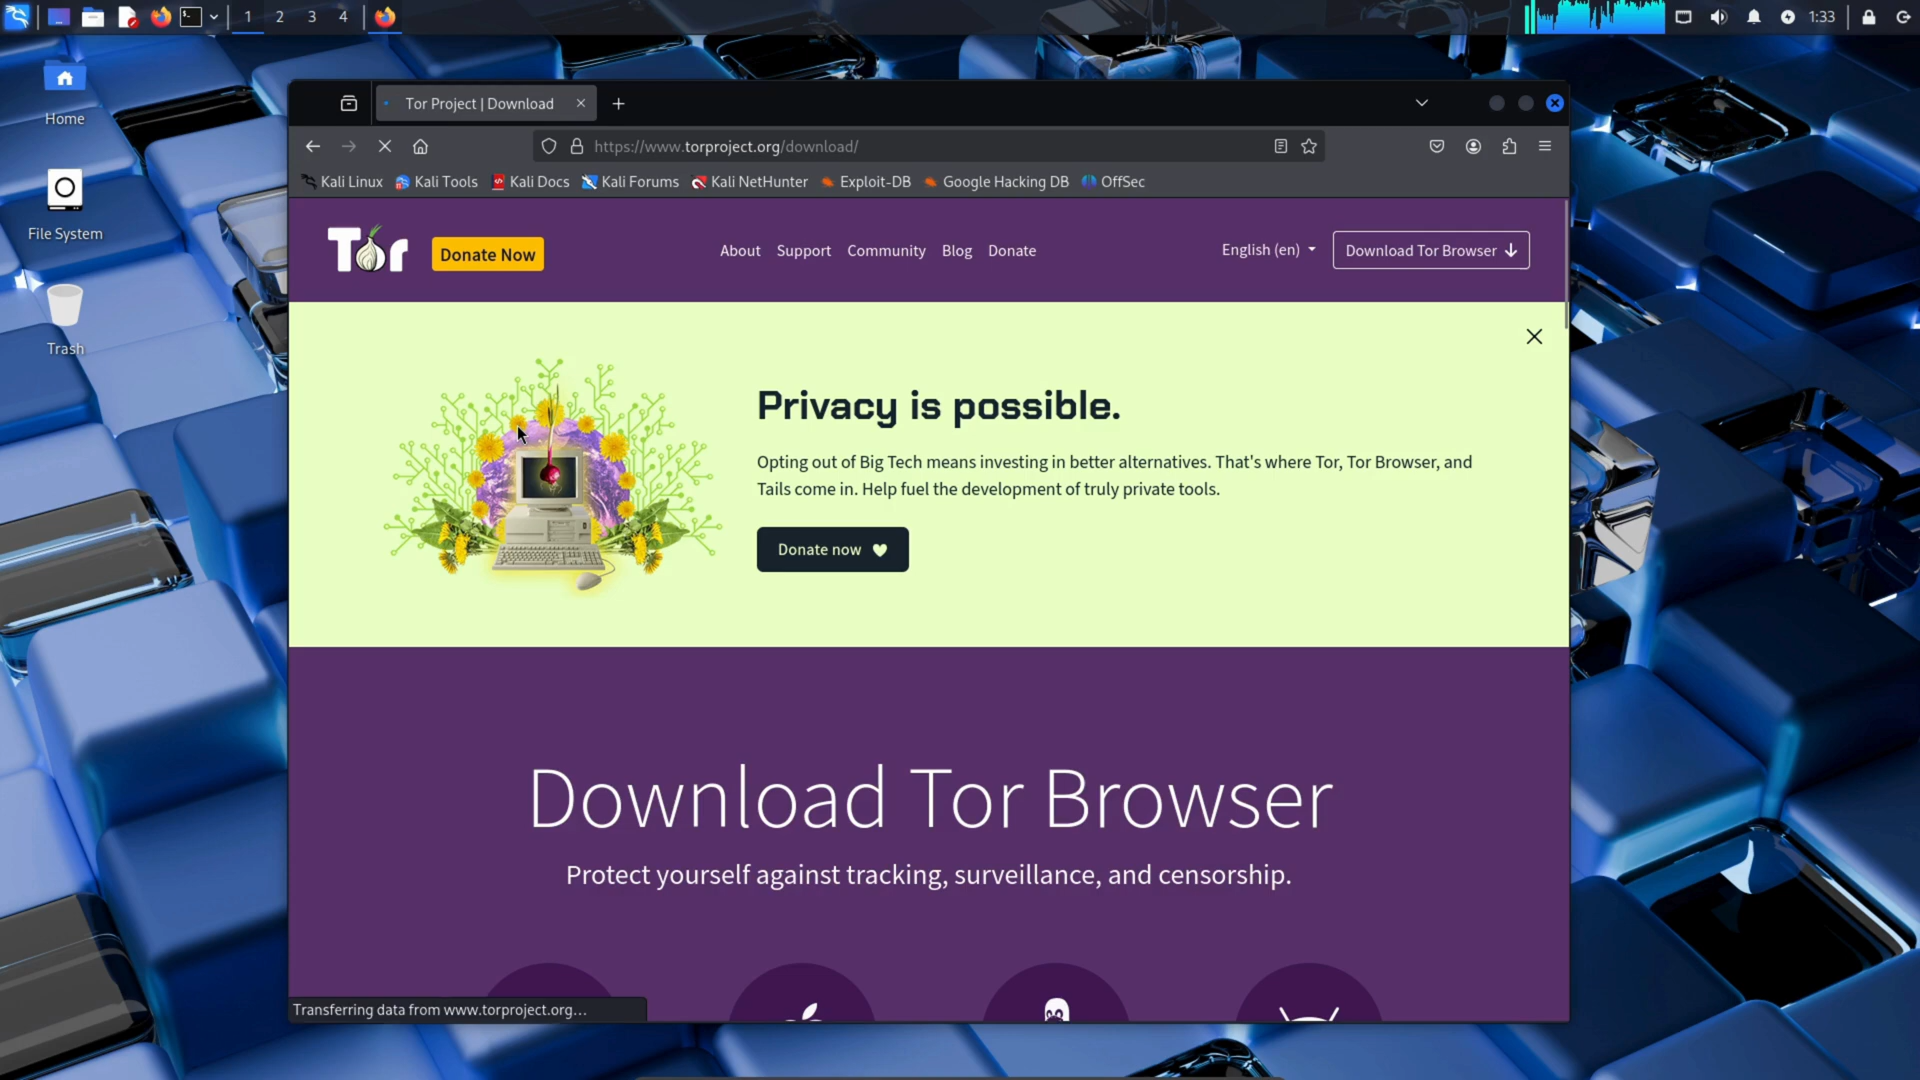 1 2 3 4
1:33
Home
File System
Trash
Tor Project | Download
https://www.torproject.org/download/
Kali Linux Kali Tools Kali Docs Kali Forums Kali NetHunter Exploit-DB Google Hacking DB OffSec
Tor Donate Now About Support Community Blog Donate English (en) Download Tor Browser
Privacy is possible.
Opting out of Big Tech means investing in better alternatives. That's where Tor, Tor Browser, and
Tails come in. Help fuel the development of truly private tools.
Donate now
Download Tor Browser
Protect yourself against tracking, surveillance, and censorship.
Transferring data from www.torproject.org…